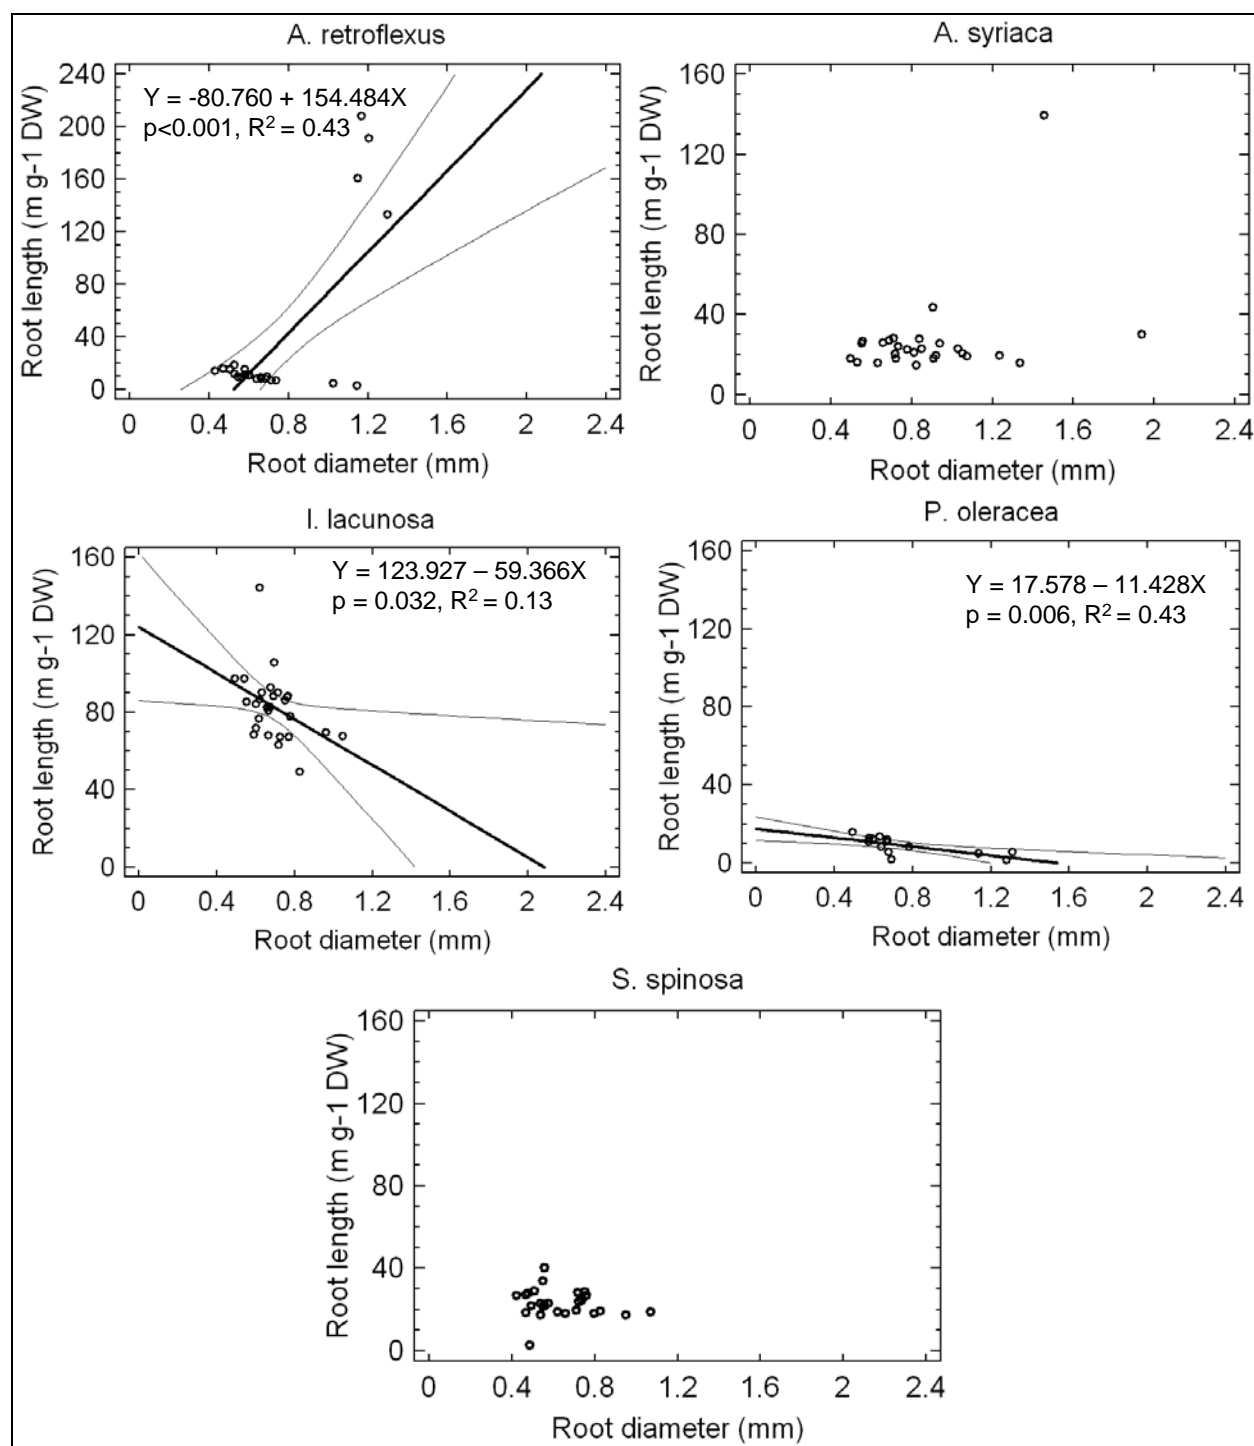 A. retroflexus
Y = -80.760 + 154.484X
p<0.001, R² = 0.43
Root length (m g-1 DW)
240
200
160
120
80
40
0
0 0.4 0.8 1.2 1.6 2 2.4
Root diameter (mm)
A. syriaca
Root length (m g-1 DW)
160
120
80
40
0
0 0.4 0.8 1.2 1.6 2 2.4
Root diameter (mm)
I. lacunosa
Y = 123.927 – 59.366X
p = 0.032, R² = 0.13
Root length (m g-1 DW)
160
120
80
40
0
0 0.4 0.8 1.2 1.6 2 2.4
Root diameter (mm)
P. oleracea
Y = 17.578 – 11.428X
p = 0.006, R² = 0.43
Root length (m g-1 DW)
160
120
80
40
0
0 0.4 0.8 1.2 1.6 2 2.4
Root diameter (mm)
S. spinosa
Root length (m g-1 DW)
160
120
80
40
0
0 0.4 0.8 1.2 1.6 2 2.4
Root diameter (mm)